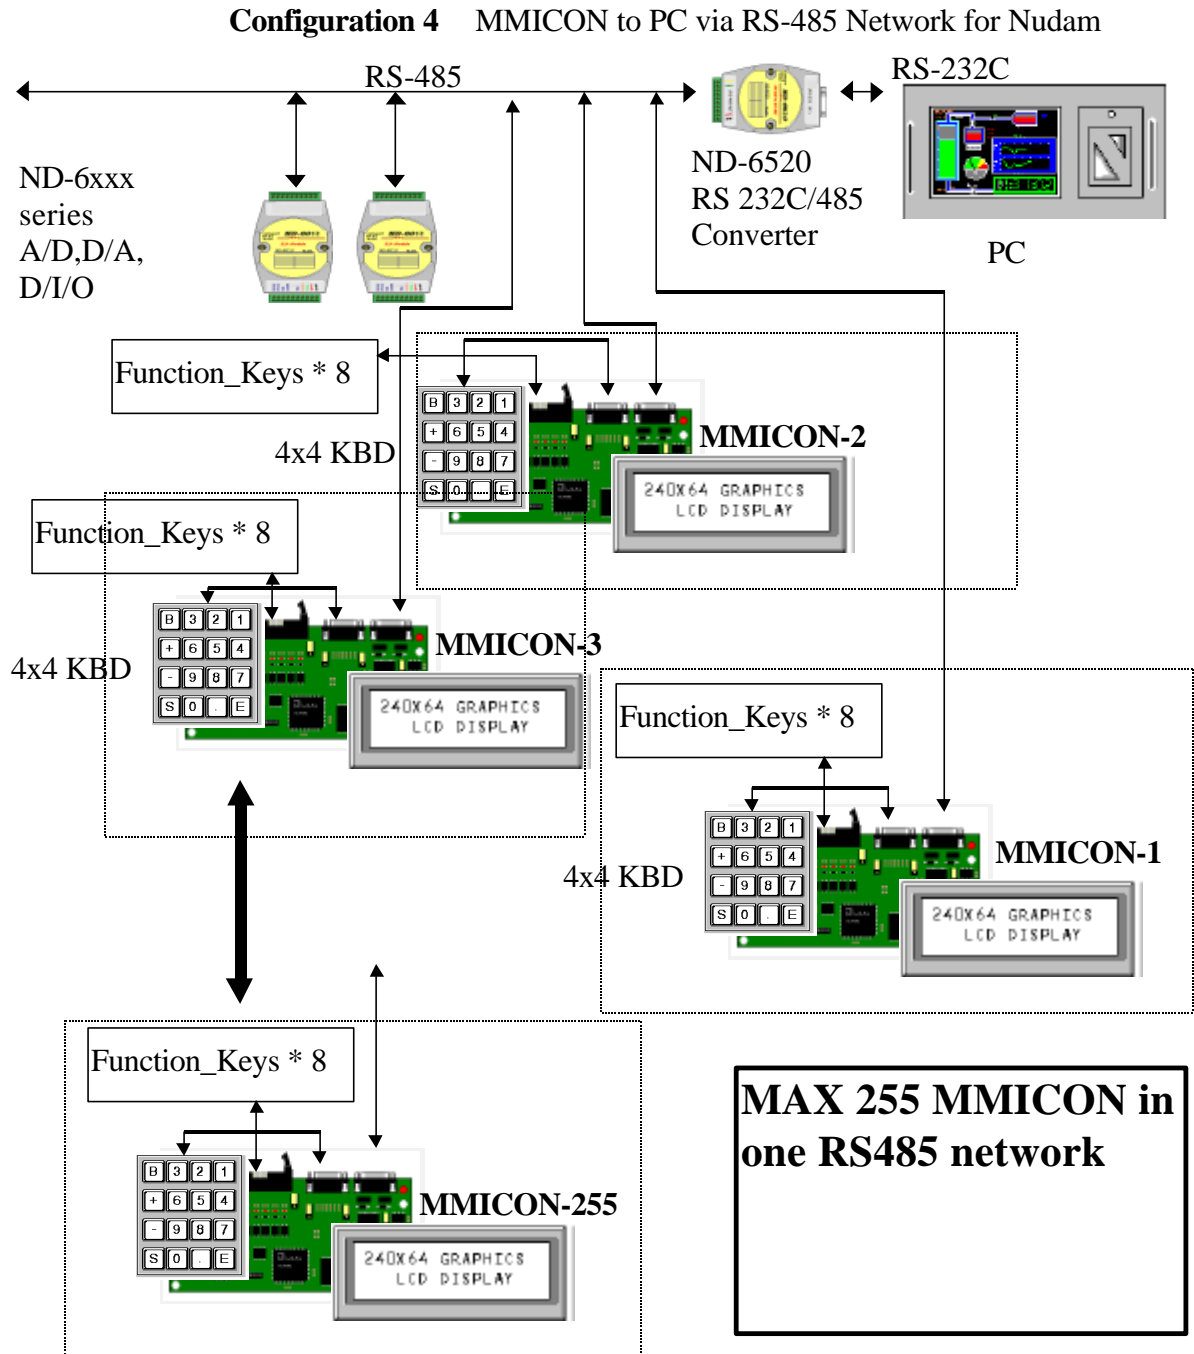 Configuration 4 MMICON to PC via RS-485 Network for Nudam
RS-485
RS-232C
ND-6xxx
series
A/D,D/A,
D/I/O
ND-6520
RS 232C/485
Converter
PC
Function_Keys * 8
4x4 KBD
B 3 2 1
+ 6 5 4
- 9 8 7
S 0 . E
MMICON-2
240X64 GRAPHICS
LCD DISPLAY
Function_Keys * 8
4x4 KBD
B 3 2 1
+ 6 5 4
- 9 8 7
S 0 . E
MMICON-3
240X64 GRAPHICS
LCD DISPLAY
Function_Keys * 8
4x4 KBD
B 3 2 1
+ 6 5 4
- 9 8 7
S 0 . E
MMICON-1
240X64 GRAPHICS
LCD DISPLAY
Function_Keys * 8
B 3 2 1
+ 6 5 4
- 9 8 7
S 0 . E
MMICON-255
240X64 GRAPHICS
LCD DISPLAY
MAX 255 MMICON in
one RS485 network